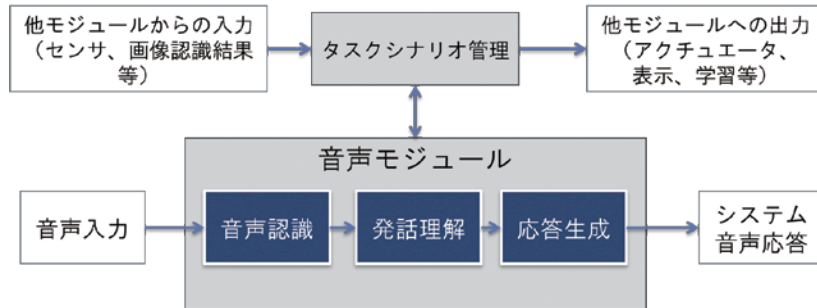 他モジュールからの入力
(センサ、画像認識結果
等)
タスクシナリオ管理
他モジュールへの出力
(アクチュエータ、
表示、学習等)
音声モジュール
音声入力
音声認識
発話理解
応答生成
システム
音声応答